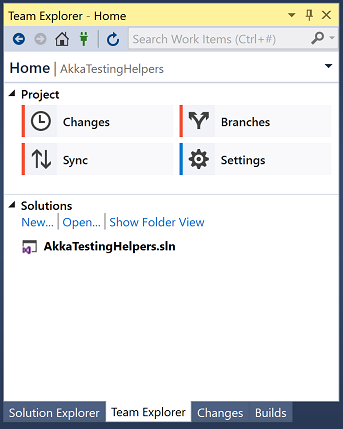 Team Explorer - Home
Search Work Items (Ctrl+#)
Home | AkkaTestingHelpers
Project
Changes
Branches
Sync
Settings
Solutions
New... | Open... | Show Folder View
AkkaTestingHelpers.sln
Solution Explorer Team Explorer Changes Builds